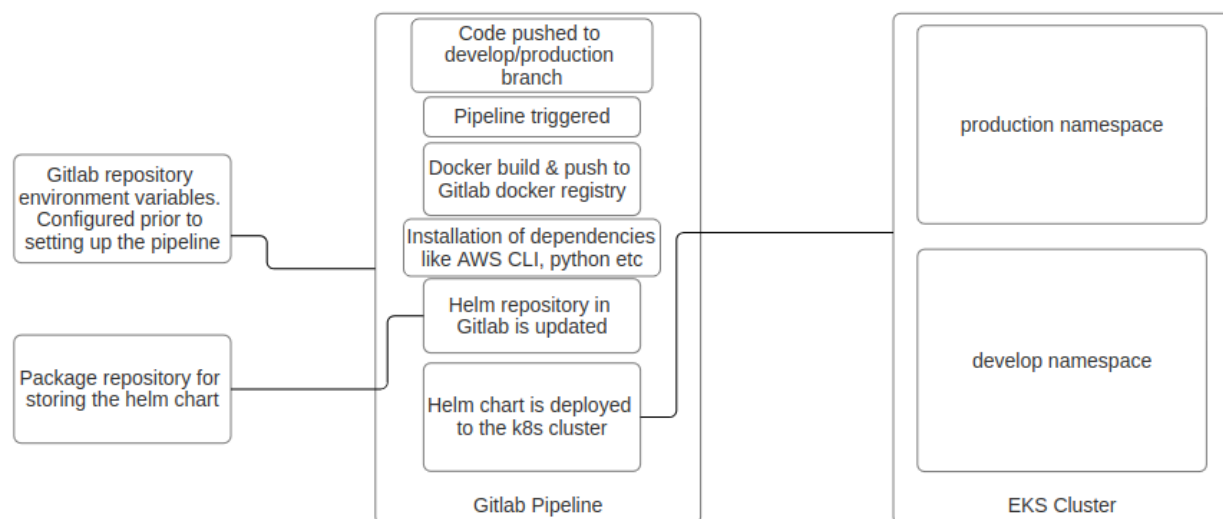 Code pushed to
develop/production
branch
Pipeline triggered
Docker build & push to
Gitlab docker registry
Installation of dependencies
like AWS CLI, python etc
Helm repository in
Gitlab is updated
Helm chart is deployed
to the k8s cluster
Gitlab Pipeline
Gitlab repository
environment variables.
Configured prior to
setting up the pipeline
Package repository for
storing the helm chart
production namespace
develop namespace
EKS Cluster